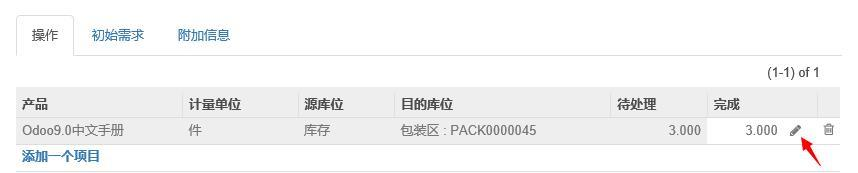 操作 初始需求 附加信息
(1-1) of 1
产品 计量单位 源库位 目的库位 待处理 完成
Odoo9.0中文手册 件 库存 包装区 : PACK0000045 3.000 3.000
添加一个项目